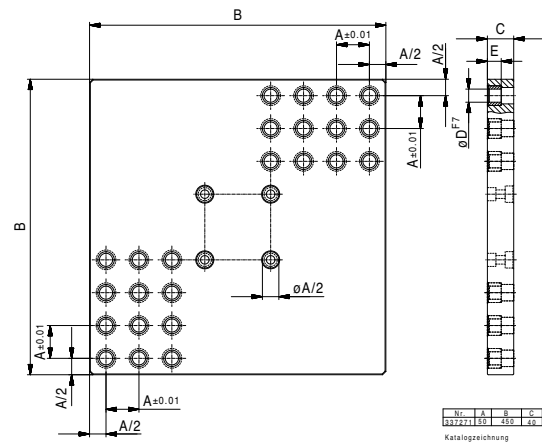 B
C
A±0.01
A/2
A/2
E
øD^F7
A±0.01
B
øA/2
A±0.01
A/2
A±0.01
A/2
Nr. A B C
337271 50 450 40
Katalogzeichnung